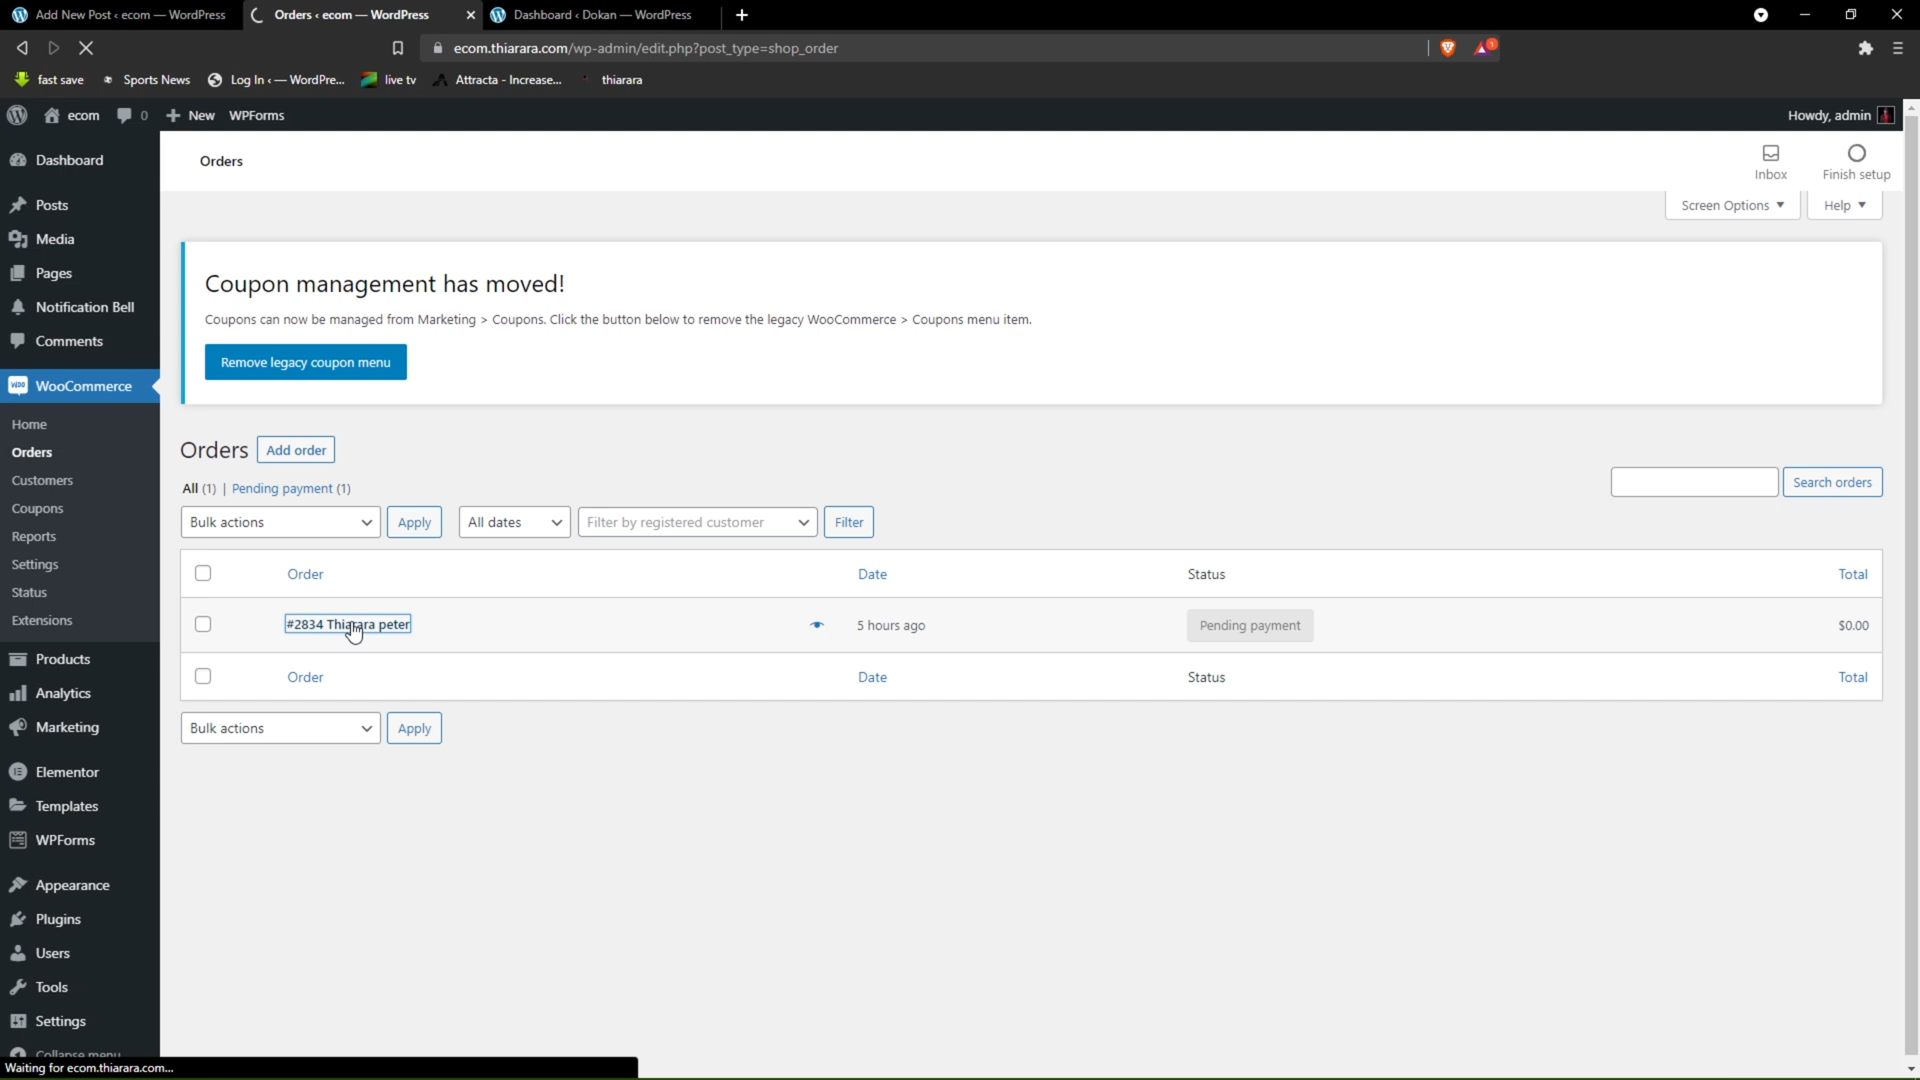 Add New Post ‹ ecom — WordPress
Orders ‹ ecom — WordPress
Dashboard ‹ Dokan — WordPress
ecom.thiarara.com/wp-admin/edit.php?post_type=shop_order
1
fast save
Sports News
Log In ‹ — WordPre...
live tv
Attracta - Increase...
thiarara
ecom
0
New
WPForms
Howdy, admin
Dashboard
Posts
Media
Pages
Notification Bell
Comments
WooCommerce
Home
Orders
Customers
Coupons
Reports
Settings
Status
Extensions
Products
Analytics
Marketing
Elementor
Templates
WPForms
Appearance
Plugins
Users
Tools
Settings
Collapse menu
Orders
Inbox
Finish setup
Screen Options
Help
Coupon management has moved!
Coupons can now be managed from Marketing > Coupons. Click the button below to remove the legacy WooCommerce > Coupons menu item.
Remove legacy coupon menu
Orders
Add order
All (1) | Pending payment (1)
Search orders
Bulk actions
Apply
All dates
Filter by registered customer
Filter
Order
Date
Status
Total
#2834 Thiarara peter
5 hours ago
Pending payment
$0.00
Order
Date
Status
Total
Bulk actions
Apply
Waiting for ecom.thiarara.com...